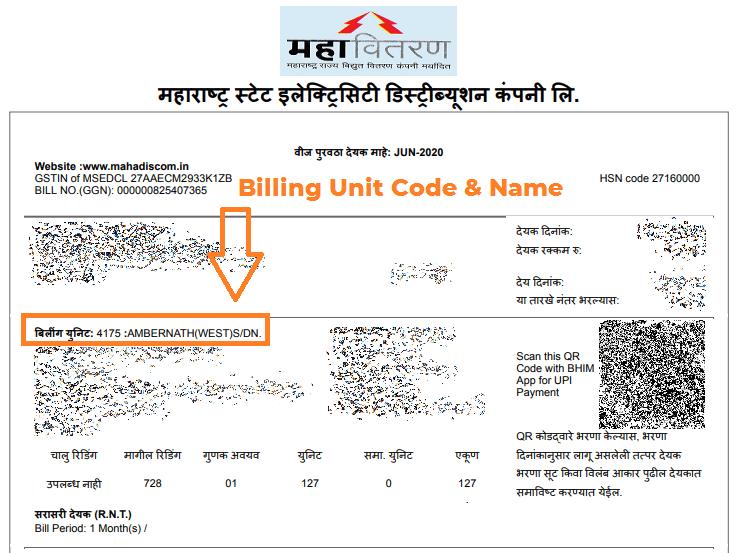 महावितरण
महाराष्ट्र राज्य विद्युत वितरण कंपनी मर्यादित
महाराष्ट्र स्टेट इलेक्ट्रिसिटी डिस्ट्रीब्यूशन कंपनी लि.
वीज पुरवठा देयक माहे: JUN-2020
Website :www.mahadiscom.in
GSTIN of MSEDCL 27AAECM2933K1ZB
BILL NO.(GGN): 000000825407365
HSN code 27160000
Billing Unit Code & Name
देयक दिनांक:
देयक रक्कम रु:
देय दिनांक:
या तारखे नंतर भरल्यास:
बिलींग युनिट: 4175 :AMBERNATH(WEST)S/DN.
Scan this QR
Code with BHIM
App for UPI
Payment
QR कोडद्वारे भरणा केल्यास, भरणा
दिनांकानुसार लागू असलेली तत्पर देयक
भरणा सूट किंवा विलंब आकार पुढील देयकात
समाविष्ट करण्यात येईल.
चालु रिडिंग मागील रिडिंग गुणक अवयव युनिट समा. युनिट एकूण
उपलब्ध नाही 728 01 127 0 127
सरासरी देयक (R.N.T.)
Bill Period: 1 Month(s) /